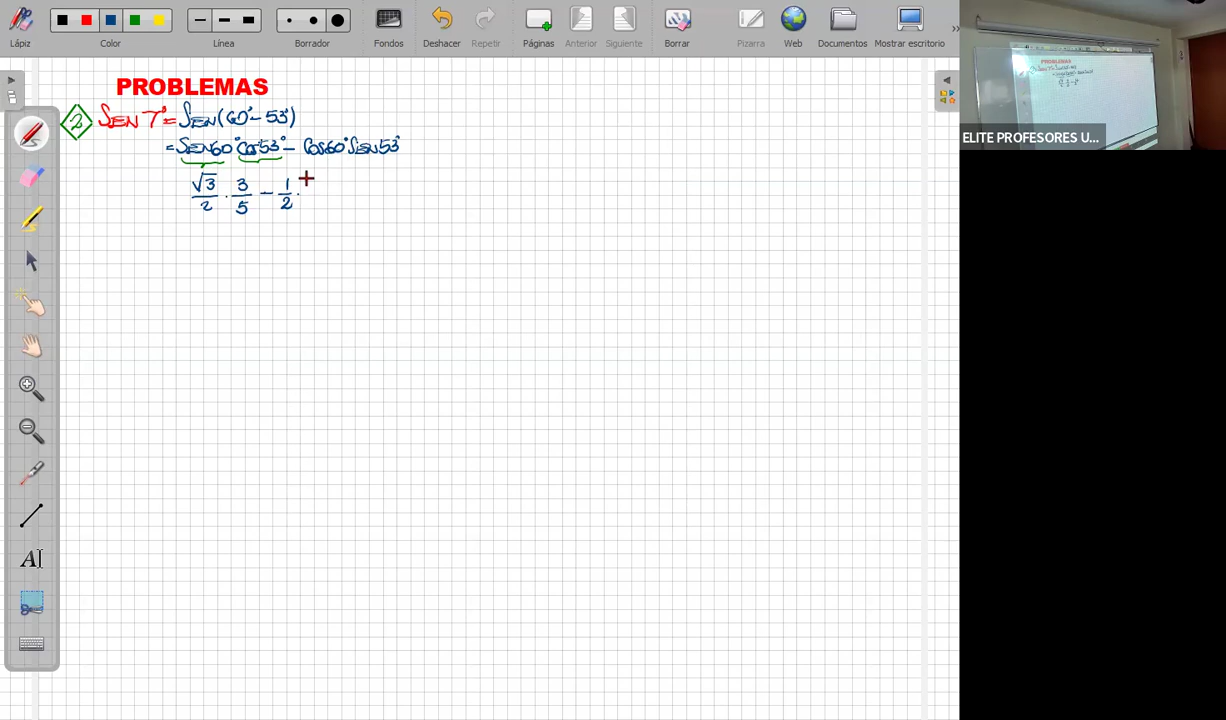 Lápiz Color Línea Borrador Fondos Deshacer Repetir Páginas Anterior Siguiente Borrar Pizarra Web Documentos Mostrar escritorio
PROBLEMAS
2 SEN 7° = SEN(60° - 53°)
= SEN60° Cos53° - Cos60° SEN53°
√3/2 . 3/5 - 1/2 .
A
ELITE PROFESORES U...